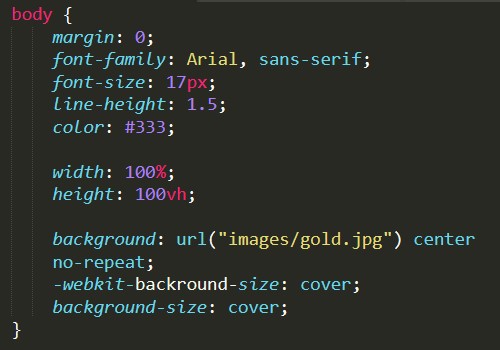 body {
margin: 0;
font-family: Arial, sans-serif;
font-size: 17px;
line-height: 1.5;
color: #333;
width: 100%;
height: 100vh;
background: url("images/gold.jpg") center
no-repeat;
-webkit-backround-size: cover;
background-size: cover;
}